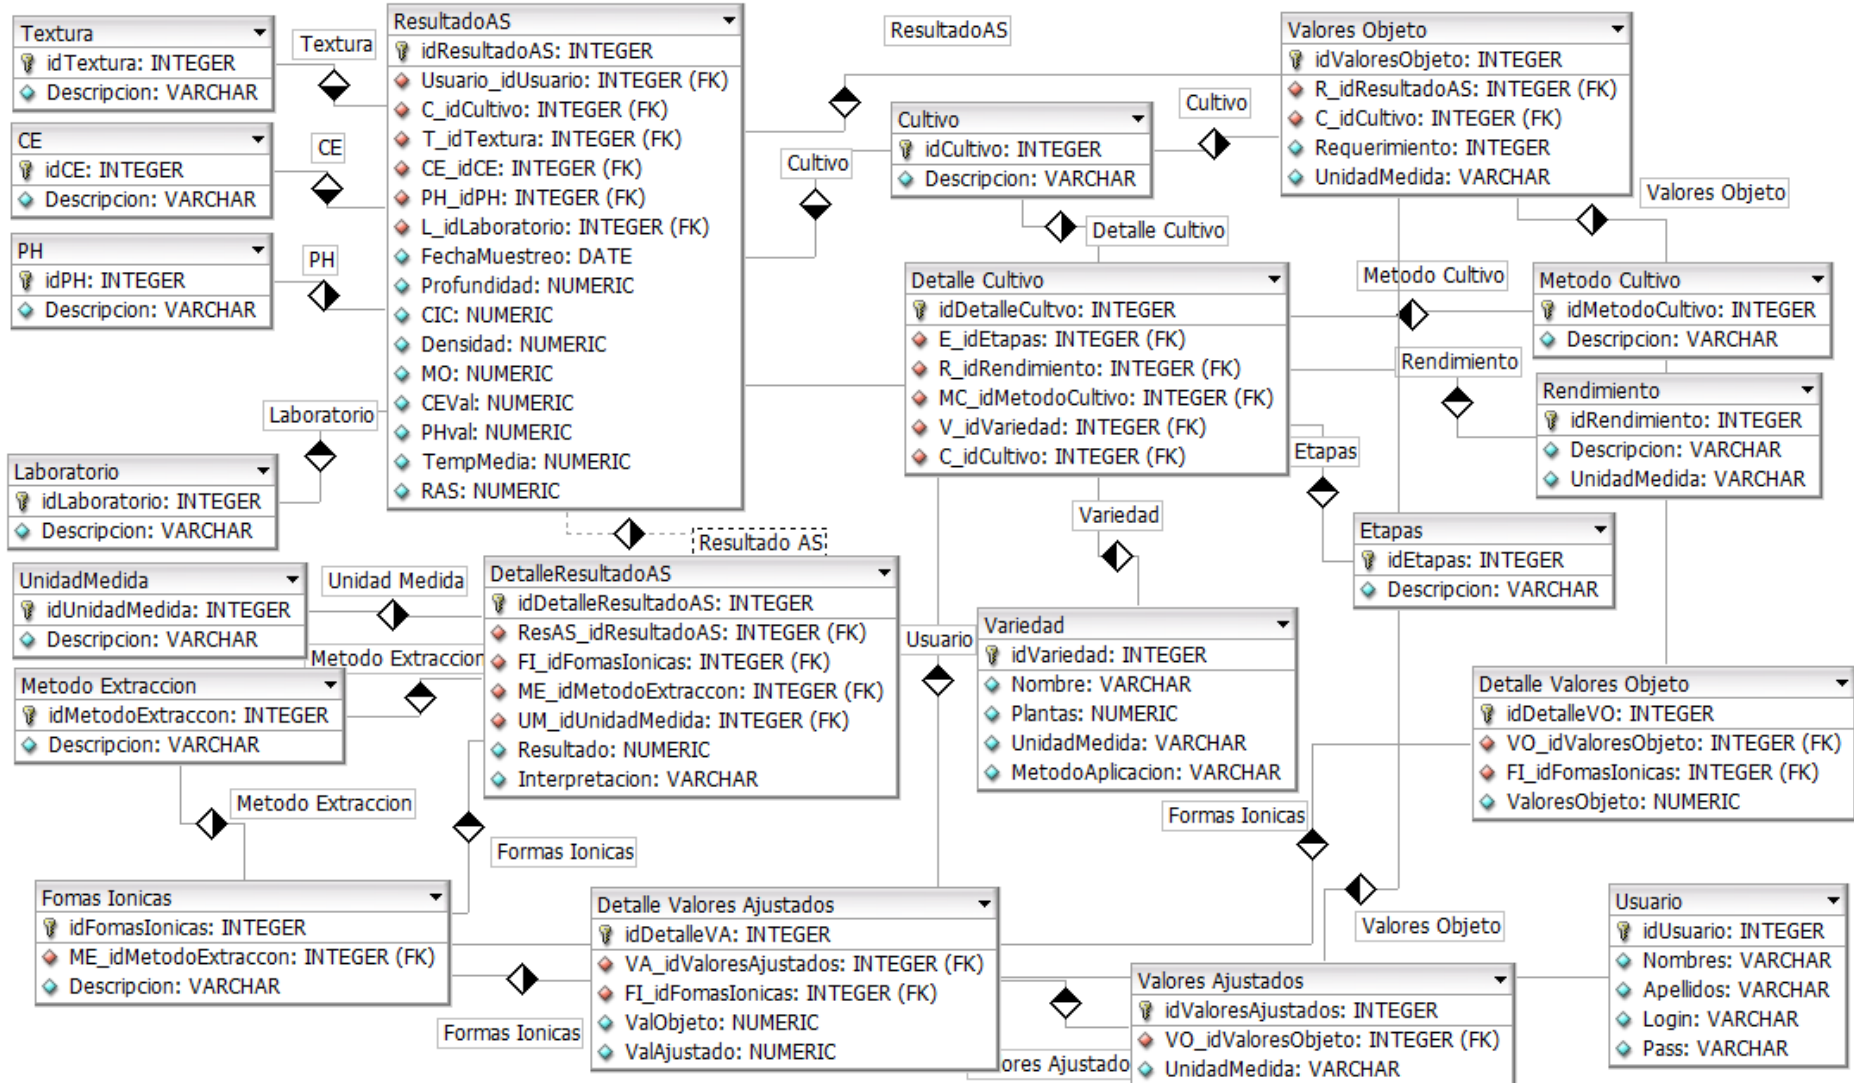 Textura
idTextura: INTEGER
Descripcion: VARCHAR
Textura
CE
idCE: INTEGER
Descripcion: VARCHAR
CE
PH
idPH: INTEGER
Descripcion: VARCHAR
PH
ResultadoAS
idResultadoAS: INTEGER
Usuario_idUsuario: INTEGER (FK)
C_idCultivo: INTEGER (FK)
T_idTextura: INTEGER (FK)
CE_idCE: INTEGER (FK)
PH_idPH: INTEGER (FK)
L_idLaboratorio: INTEGER (FK)
FechaMuestreo: DATE
Profundidad: NUMERIC
CIC: NUMERIC
Densidad: NUMERIC
MO: NUMERIC
CEVal: NUMERIC
PHval: NUMERIC
TempMedia: NUMERIC
RAS: NUMERIC
ResultadoAS
Cultivo
Cultivo
idCultivo: INTEGER
Descripcion: VARCHAR
Cultivo
Valores Objeto
idValoresObjeto: INTEGER
R_idResultadoAS: INTEGER (FK)
C_idCultivo: INTEGER (FK)
Requerimiento: INTEGER
UnidadMedida: VARCHAR
Valores Objeto
Detalle Cultivo
Detalle Cultivo
idDetalleCultvo: INTEGER
E_idEtapas: INTEGER (FK)
R_idRendimiento: INTEGER (FK)
MC_idMetodoCultivo: INTEGER (FK)
V_idVariedad: INTEGER (FK)
C_idCultivo: INTEGER (FK)
Metodo Cultivo
Metodo Cultivo
idMetodoCultivo: INTEGER
Descripcion: VARCHAR
Rendimiento
Rendimiento
idRendimiento: INTEGER
Descripcion: VARCHAR
UnidadMedida: VARCHAR
Laboratorio
Laboratorio
idLaboratorio: INTEGER
Descripcion: VARCHAR
Etapas
Etapas
idEtapas: INTEGER
Descripcion: VARCHAR
Variedad
Resultado AS
UnidadMedida
idUnidadMedida: INTEGER
Descripcion: VARCHAR
Unidad Medida
DetalleResultadoAS
idDetalleResultadoAS: INTEGER
ResAS_idResultadoAS: INTEGER (FK)
FI_idFomasIonicas: INTEGER (FK)
ME_idMetodoExtraccon: INTEGER (FK)
UM_idUnidadMedida: INTEGER (FK)
Resultado: NUMERIC
Interpretacion: VARCHAR
Metodo Extraccion
Metodo Extraccion
idMetodoExtraccon: INTEGER
Descripcion: VARCHAR
Usuario
Variedad
idVariedad: INTEGER
Nombre: VARCHAR
Plantas: NUMERIC
UnidadMedida: VARCHAR
MetodoAplicacion: VARCHAR
Detalle Valores Objeto
idDetalleVO: INTEGER
VO_idValoresObjeto: INTEGER (FK)
FI_idFomasIonicas: INTEGER (FK)
ValoresObjeto: NUMERIC
Metodo Extraccion
Formas Ionicas
Formas Ionicas
Fomas Ionicas
idFomasIonicas: INTEGER
ME_idMetodoExtraccon: INTEGER (FK)
Descripcion: VARCHAR
Formas Ionicas
Detalle Valores Ajustados
idDetalleVA: INTEGER
VA_idValoresAjustados: INTEGER (FK)
FI_idFomasIonicas: INTEGER (FK)
ValObjeto: NUMERIC
ValAjustado: NUMERIC
Valores Objeto
ores Ajustado
Valores Ajustados
idValoresAjustados: INTEGER
VO_idValoresObjeto: INTEGER (FK)
UnidadMedida: VARCHAR
Usuario
idUsuario: INTEGER
Nombres: VARCHAR
Apellidos: VARCHAR
Login: VARCHAR
Pass: VARCHAR